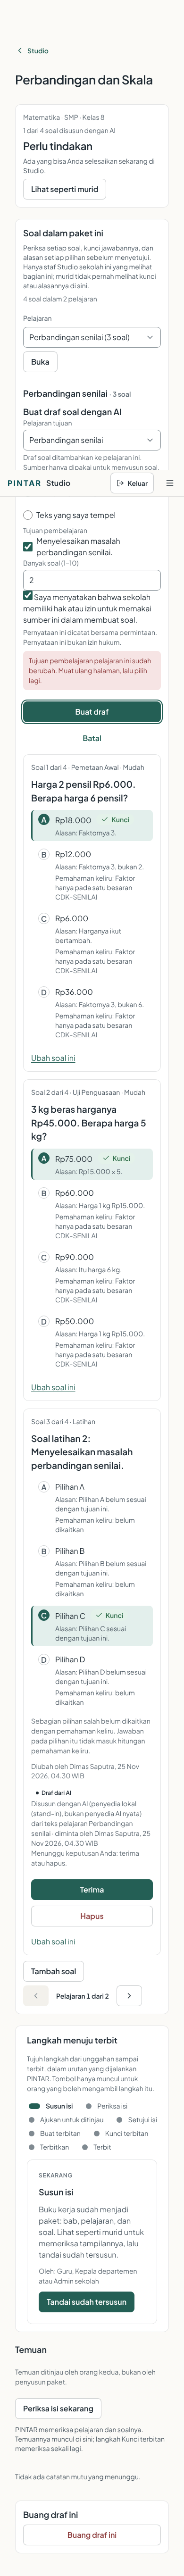 Studio
Perbandingan dan Skala
Matematika · SMP · Kelas 8
1 dari 4 soal disusun dengan AI
Perlu tindakan
Ada yang bisa Anda selesaikan sekarang di
Studio.
Lihat seperti murid
Soal dalam paket ini
Periksa setiap soal, kunci jawabannya, dan
alasan setiap pilihan sebelum menyetujui.
Hanya staf Studio sekolah ini yang melihat
bagian ini; murid tidak pernah melihat kunci
atau alasannya di sini.
4 soal dalam 2 pelajaran
Pelajaran
Perbandingan senilai (3 soal)
Buka
Perbandingan senilai · 3 soal
Buat draf soal dengan AI
Pelajaran tujuan
Perbandingan senilai
Draf soal ditambahkan ke pelajaran ini.
Sumber hanya dipakai untuk menyusun soal.
PINTAR Studio
Keluar
Teks yang saya tempel
Tujuan pembelajaran
Menyelesaikan masalah
perbandingan senilai.
Banyak soal (1–10)
2
Saya menyatakan bahwa sekolah
memiliki hak atau izin untuk memakai
sumber ini dalam membuat soal.
Pernyataan ini dicatat bersama permintaan.
Pernyataan ini bukan izin hukum.
Tujuan pembelajaran pelajaran ini sudah
berubah. Muat ulang halaman, lalu pilih
lagi.
Buat draf
Batal
Soal 1 dari 4 · Pemetaan Awal · Mudah
Harga 2 pensil Rp6.000.
Berapa harga 6 pensil?
A Rp18.000 Kunci
Alasan: Faktornya 3.
B Rp12.000
Alasan: Faktornya 3, bukan 2.
Pemahaman keliru: Faktor
hanya pada satu besaran
CDK-SENILAI
C Rp6.000
Alasan: Harganya ikut
bertambah.
Pemahaman keliru: Faktor
hanya pada satu besaran
CDK-SENILAI
D Rp36.000
Alasan: Faktornya 3, bukan 6.
Pemahaman keliru: Faktor
hanya pada satu besaran
CDK-SENILAI
Ubah soal ini
Soal 2 dari 4 · Uji Penguasaan · Mudah
3 kg beras harganya
Rp45.000. Berapa harga 5
kg?
A Rp75.000 Kunci
Alasan: Rp15.000 × 5.
B Rp60.000
Alasan: Harga 1 kg Rp15.000.
Pemahaman keliru: Faktor
hanya pada satu besaran
CDK-SENILAI
C Rp90.000
Alasan: Itu harga 6 kg.
Pemahaman keliru: Faktor
hanya pada satu besaran
CDK-SENILAI
D Rp50.000
Alasan: Harga 1 kg Rp15.000.
Pemahaman keliru: Faktor
hanya pada satu besaran
CDK-SENILAI
Ubah soal ini
Soal 3 dari 4 · Latihan
Soal latihan 2:
Menyelesaikan masalah
perbandingan senilai.
A Pilihan A
Alasan: Pilihan A belum sesuai
dengan tujuan ini.
Pemahaman keliru: belum
dikaitkan
B Pilihan B
Alasan: Pilihan B belum sesuai
dengan tujuan ini.
Pemahaman keliru: belum
dikaitkan
C Pilihan C Kunci
Alasan: Pilihan C sesuai
dengan tujuan ini.
D Pilihan D
Alasan: Pilihan D belum sesuai
dengan tujuan ini.
Pemahaman keliru: belum
dikaitkan
Sebagian pilihan salah belum dikaitkan
dengan pemahaman keliru. Jawaban
pada pilihan itu tidak masuk hitungan
pemahaman keliru.
Diubah oleh Dimas Saputra, 25 Nov
2026, 04.30 WIB
Draf dari AI
Disusun dengan AI (penyedia lokal
(stand-in), bukan penyedia AI nyata)
dari teks pelajaran Perbandingan
senilai · diminta oleh Dimas Saputra, 25
Nov 2026, 04.30 WIB
Menunggu keputusan Anda: terima
atau hapus.
Terima
Hapus
Ubah soal ini
Tambah soal
Pelajaran 1 dari 2
Langkah menuju terbit
Tujuh langkah dari unggahan sampai
terbit, dalam urutan yang dijalankan
PINTAR. Tombol hanya muncul untuk
orang yang boleh mengambil langkah itu.
Susun isi
Periksa isi
Ajukan untuk ditinjau
Setujui isi
Buat terbitan
Kunci terbitan
Terbitkan
Terbit
SEKARANG
Susun isi
Buku kerja sudah menjadi
paket: bab, pelajaran, dan
soal. Lihat seperti murid untuk
memeriksa tampilannya, lalu
tandai sudah tersusun.
Oleh: Guru, Kepala departemen
atau Admin sekolah
Tandai sudah tersusun
Temuan
Temuan ditinjau oleh orang kedua, bukan oleh
penyusun paket.
Periksa isi sekarang
PINTAR memeriksa pelajaran dan soalnya.
Temuannya muncul di sini; langkah Kunci terbitan
memeriksa sekali lagi.
Tidak ada catatan mutu yang menunggu.
Buang draf ini
Buang draf ini